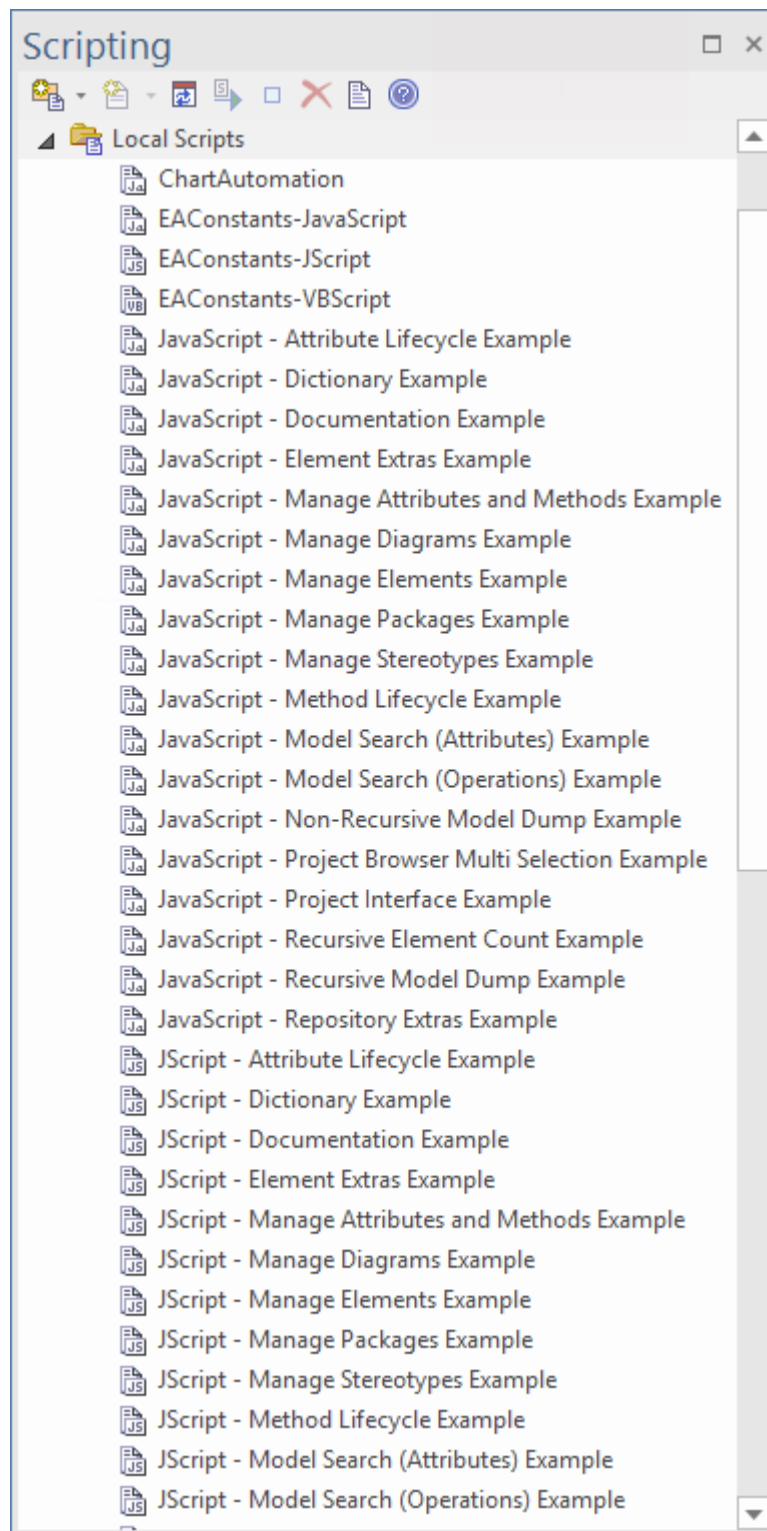 Scripting
Local Scripts
ChartAutomation
EAConstants-JavaScript
EAConstants-JScript
EAConstants-VBScript
JavaScript - Attribute Lifecycle Example
JavaScript - Dictionary Example
JavaScript - Documentation Example
JavaScript - Element Extras Example
JavaScript - Manage Attributes and Methods Example
JavaScript - Manage Diagrams Example
JavaScript - Manage Elements Example
JavaScript - Manage Packages Example
JavaScript - Manage Stereotypes Example
JavaScript - Method Lifecycle Example
JavaScript - Model Search (Attributes) Example
JavaScript - Model Search (Operations) Example
JavaScript - Non-Recursive Model Dump Example
JavaScript - Project Browser Multi Selection Example
JavaScript - Project Interface Example
JavaScript - Recursive Element Count Example
JavaScript - Recursive Model Dump Example
JavaScript - Repository Extras Example
JScript - Attribute Lifecycle Example
JScript - Dictionary Example
JScript - Documentation Example
JScript - Element Extras Example
JScript - Manage Attributes and Methods Example
JScript - Manage Diagrams Example
JScript - Manage Elements Example
JScript - Manage Packages Example
JScript - Manage Stereotypes Example
JScript - Method Lifecycle Example
JScript - Model Search (Attributes) Example
JScript - Model Search (Operations) Example